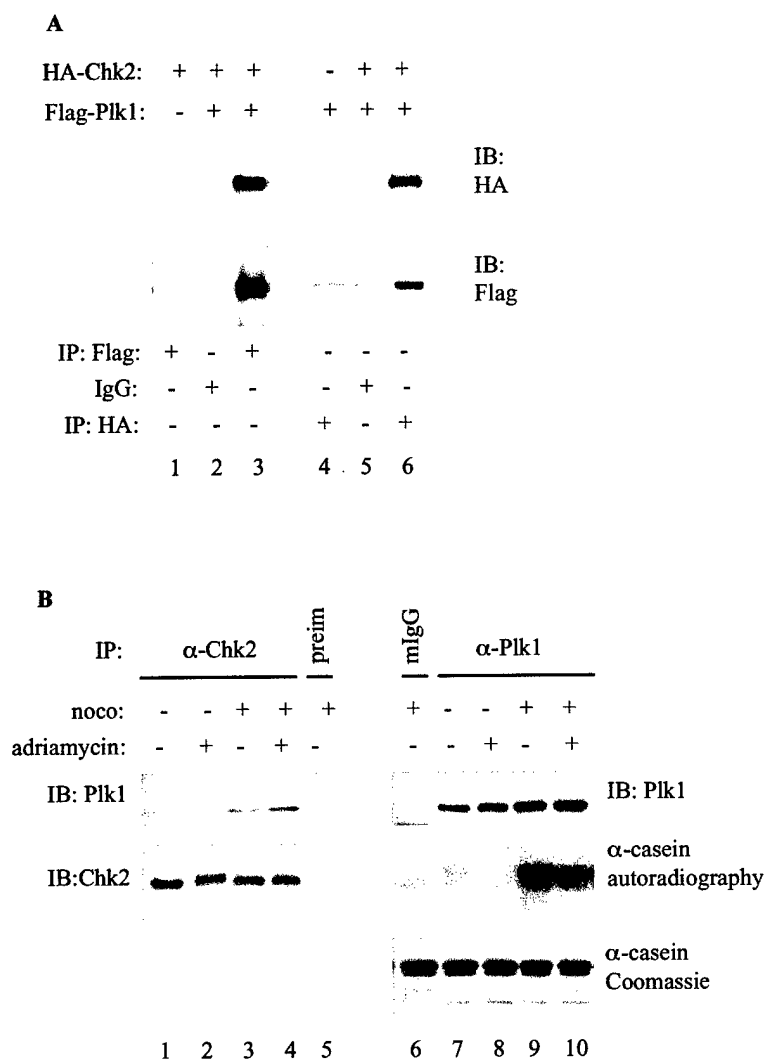 A
HA-Chk2: + + + - + +
Flag-Plk1: - + + + + +
IB:
HA
IB:
Flag
IP: Flag: + - + - - -
IgG: - + - - + -
IP: HA: - - - + - +
1 2 3 4 5 6
B
IP: α-Chk2 preim mIgG α-Plk1
noco: - - + + + + - - + +
adriamycin: - + - + - - - + - +
IB: Plk1 IB: Plk1
IB:Chk2 α-casein
autoradiography
α-casein
Coomassie
1 2 3 4 5 6 7 8 9 10